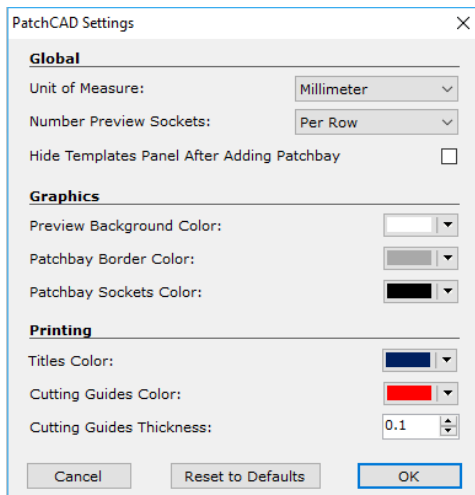 PatchCAD Settings
Global
Unit of Measure: Millimeter
Number Preview Sockets: Per Row
Hide Templates Panel After Adding Patchbay
Graphics
Preview Background Color:
Patchbay Border Color:
Patchbay Sockets Color:
Printing
Titles Color:
Cutting Guides Color:
Cutting Guides Thickness: 0.1
Cancel Reset to Defaults OK